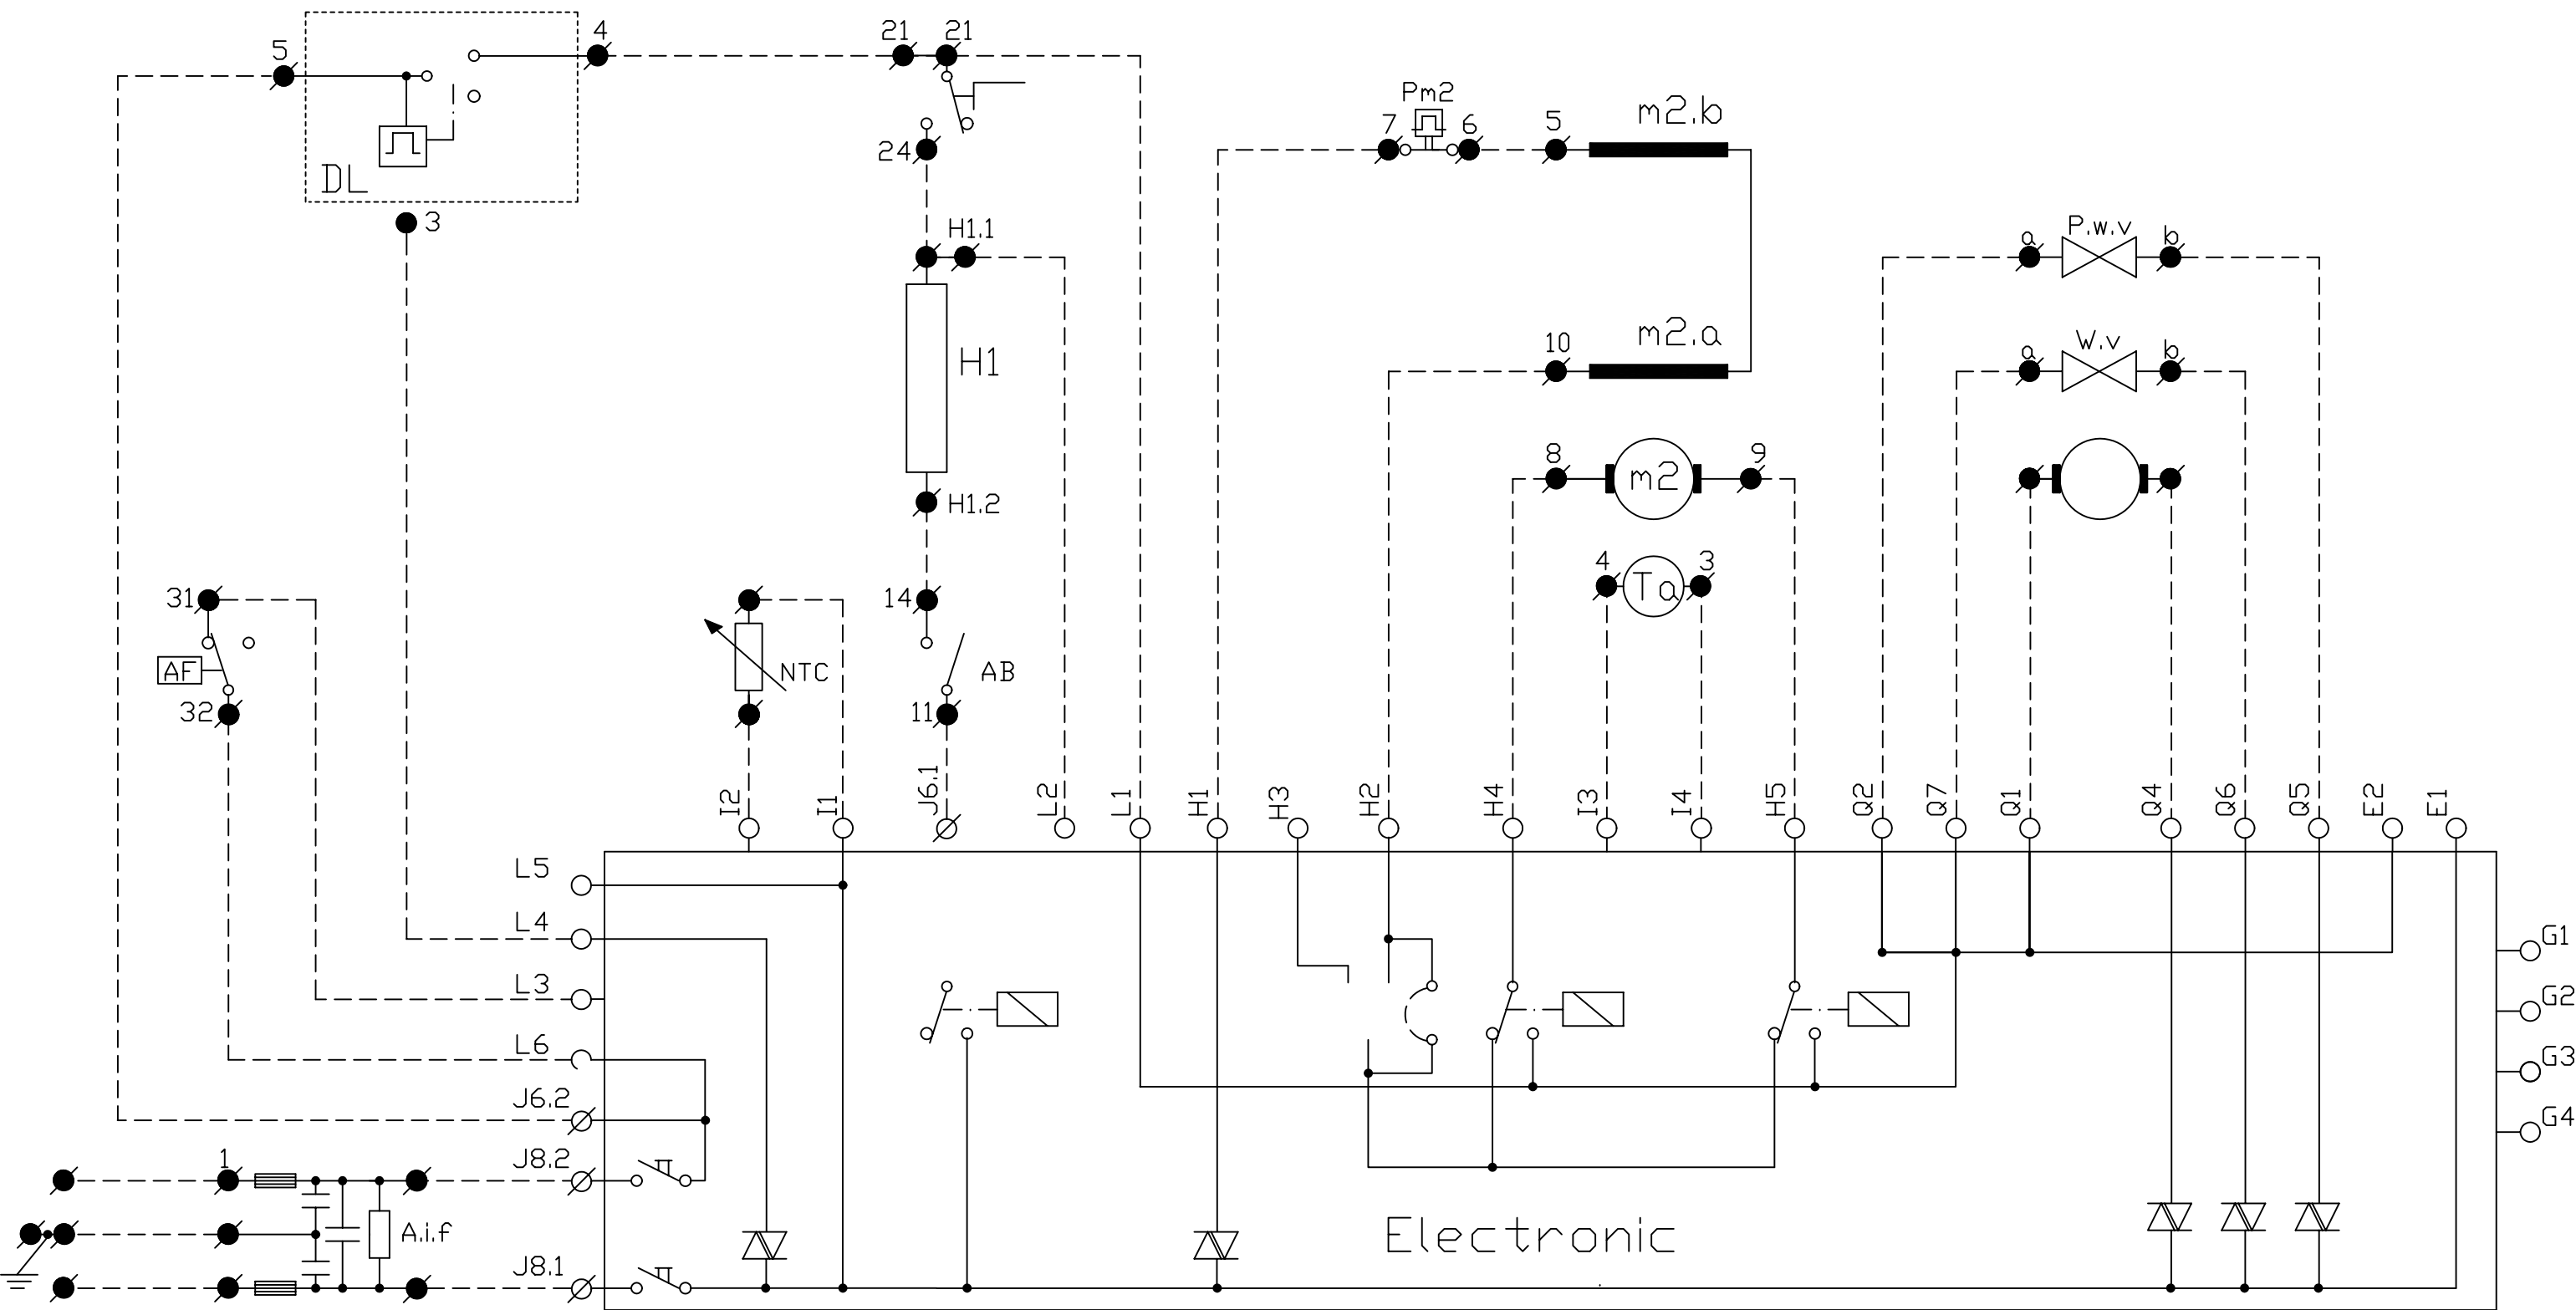 5
4
21
21
DL
3
24
Pm2
7
6
5
m2.b
H1.1
P.w.v
a
b
H1
10
m2.a
W.v
a
b
H1.2
8
m2
9
4
Ta
3
31
AF
32
NTC
14
AB
11
I2
I1
J6.1
L2
L1
H1
H3
H2
H4
I3
I4
H5
Q2
Q7
Q1
Q4
Q6
Q5
E2
E1
L5
L4
L3
L6
J6.2
J8.2
J8.1
1
A.i.f
Electronic
G1
G2
G3
G4